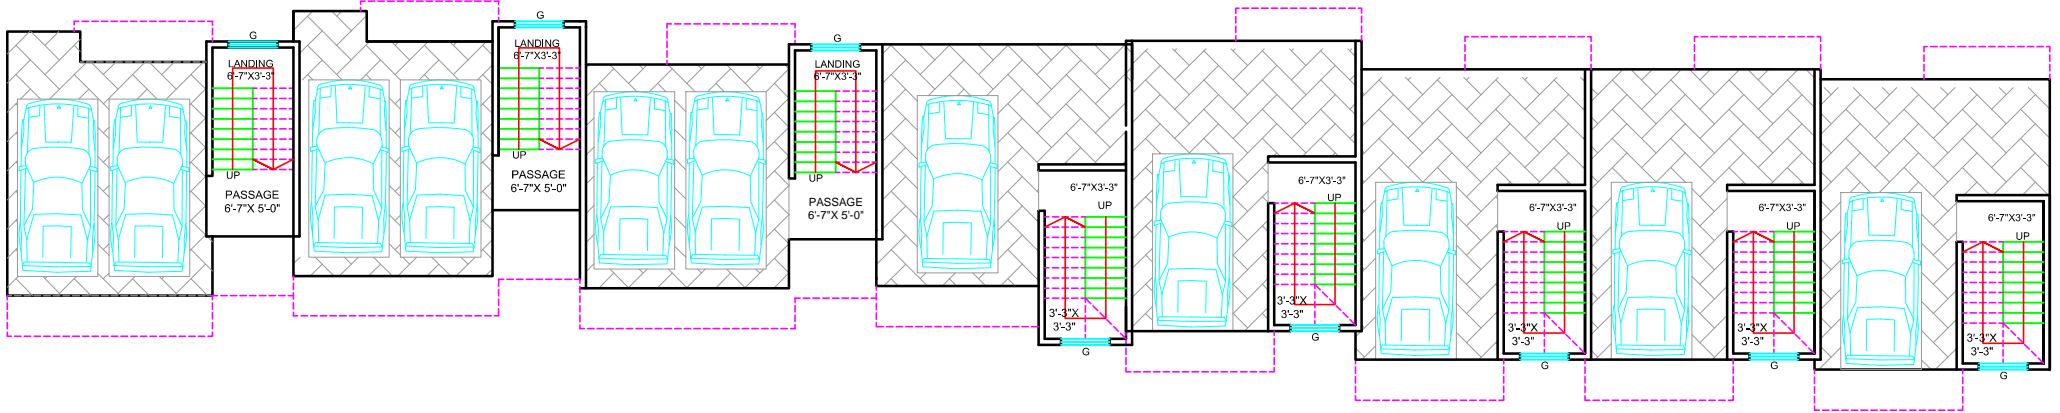 G
LANDING
6'-7"X3'-3"
UP
PASSAGE
6'-7"X 5'-0"
G
LANDING
6'-7"X3'-3"
UP
PASSAGE
6'-7"X 5'-0"
G
LANDING
6'-7"X3'-3"
UP
PASSAGE
6'-7"X 5'-0"
6'-7"X3'-3"
UP
3'-3"X
3'-3"
G
6'-7"X3'-3"
UP
3'-3"X
3'-3"
G
6'-7"X3'-3"
UP
3'-3"X
3'-3"
G
6'-7"X3'-3"
UP
3'-3"X
3'-3"
G
6'-7"X3'-3"
UP
3'-3"X
3'-3"
G